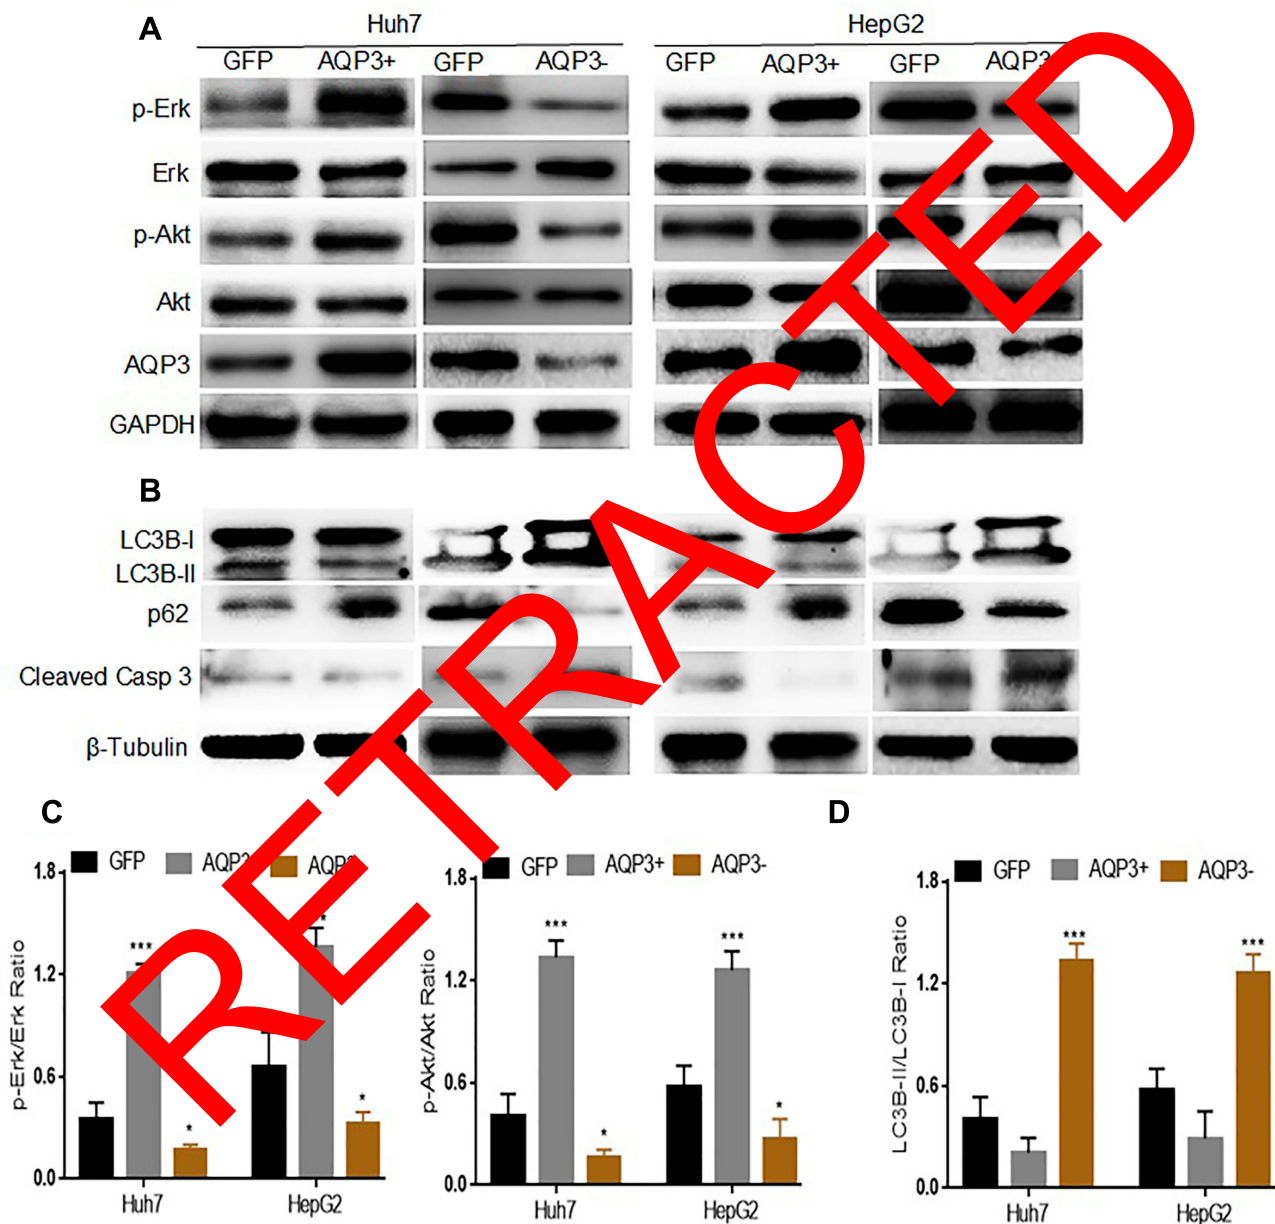 A
Huh7
HepG2
GFP AQP3+ GFP AQP3- GFP AQP3+ GFP
p-Erk
Erk
p-Akt
Akt
AQP3
GAPDH
RETRACTED
B
LC3B-I
LC3B-II
p62
Cleaved Casp 3
β-Tubulin
C
GFP AQP3-
1.8
1.2
0.6
0.0
p-Erk/Erk Ratio
***
*
*
*
Huh7 HepG2
GFP AQP3+ AQP3-
1.8
1.2
0.6
0.0
p-Akt/Akt Ratio
***
*
***
*
Huh7 HepG2
D
GFP AQP3+ AQP3-
1.8
1.2
0.6
0.0
LC3B-II/LC3B-I Ratio
***
***
Huh7 HepG2